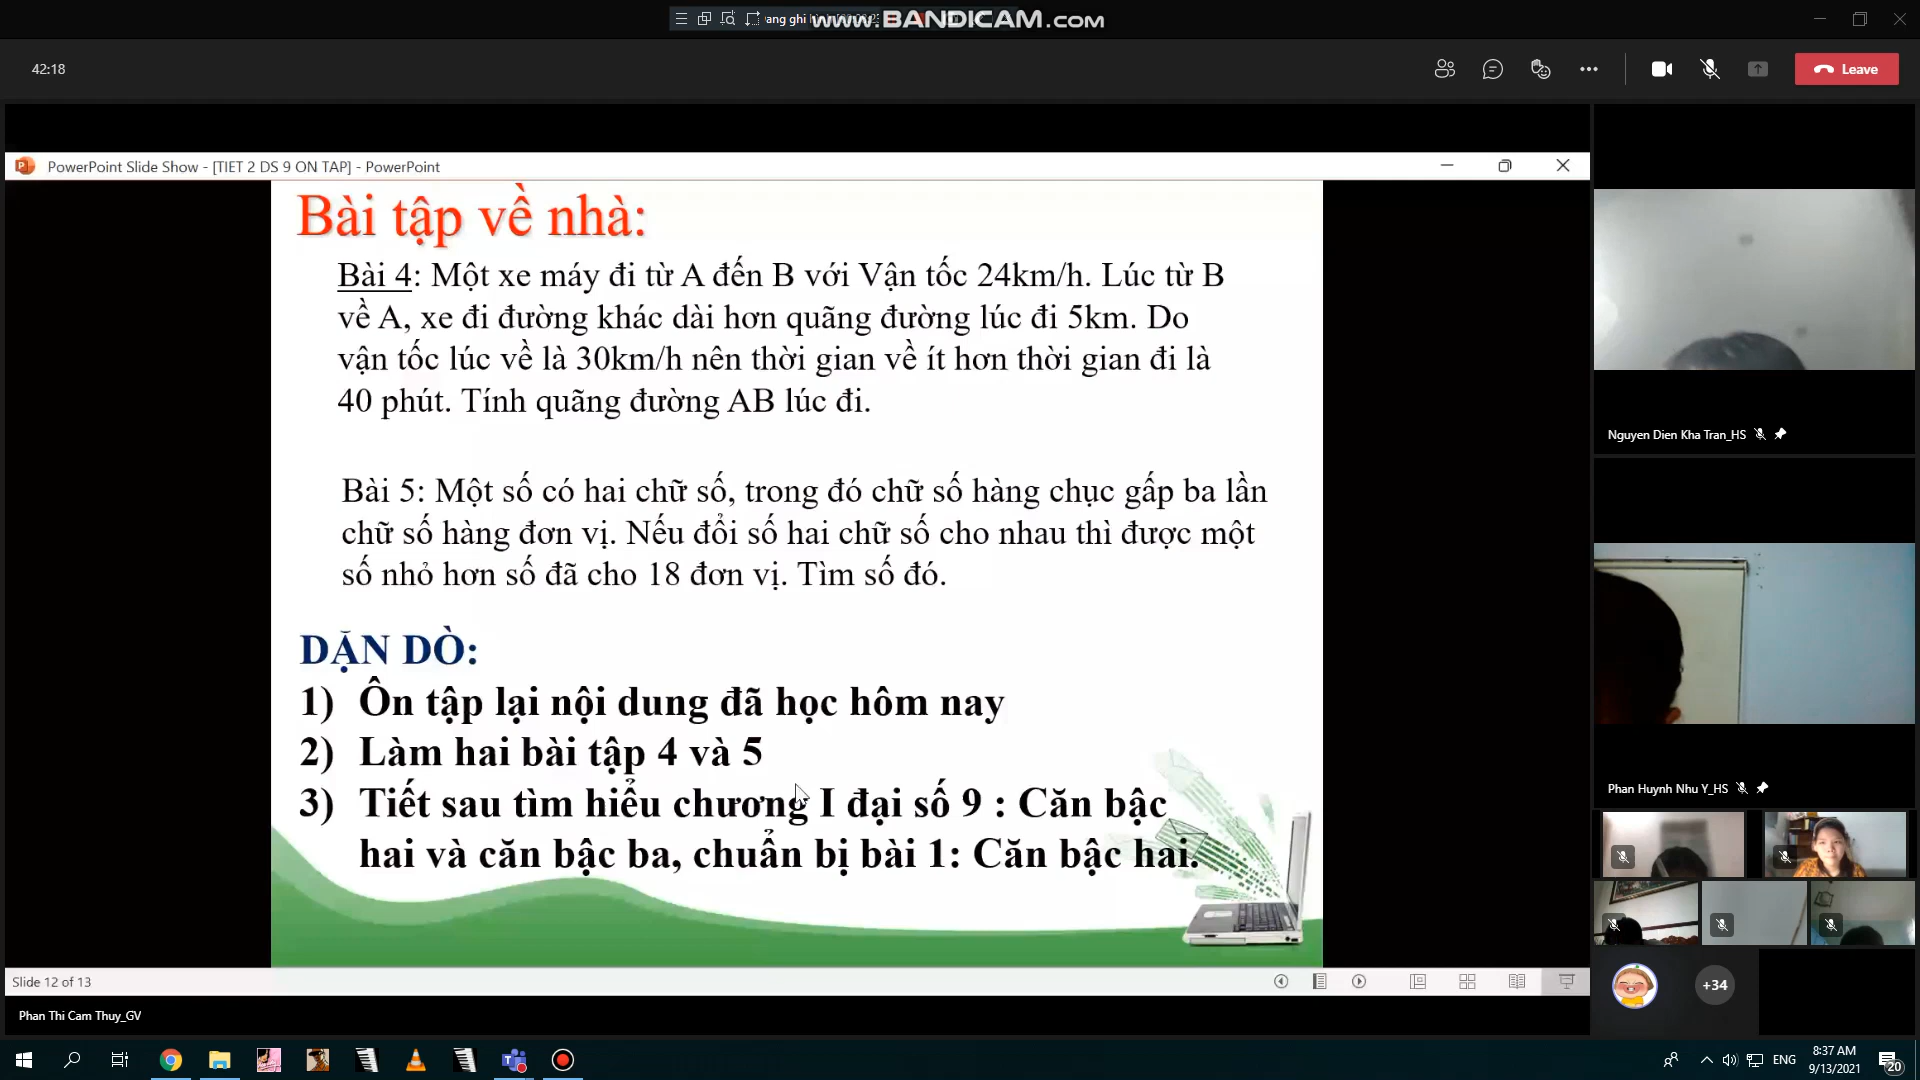 www.BANDICAM.com
42:18
Leave
PowerPoint Slide Show - [TIET 2 DS 9 ON TAP] - PowerPoint
Bài tập về nhà:
Bài 4: Một xe máy đi từ A đến B với Vận tốc 24km/h. Lúc từ B
về A, xe đi đường khác dài hơn quãng đường lúc đi 5km. Do
vận tốc lúc về là 30km/h nên thời gian về ít hơn thời gian đi là
40 phút. Tính quãng đường AB lúc đi.
Bài 5: Một số có hai chữ số, trong đó chữ số hàng chục gấp ba lần
chữ số hàng đơn vị. Nếu đổi số hai chữ số cho nhau thì được một
số nhỏ hơn số đã cho 18 đơn vị. Tìm số đó.
DẶN DÒ:
1) Ôn tập lại nội dung đã học hôm nay
2) Làm hai bài tập 4 và 5
3) Tiết sau tìm hiểu chương I đại số 9 : Căn bậc
hai và căn bậc ba, chuẩn bị bài 1: Căn bậc hai.
Slide 12 of 13
Phan Thi Cam Thuy_GV
Nguyen Dien Kha Tran_HS
Phan Huynh Nhu Y_HS
+34
ENG
8:37 AM
9/13/2021
20